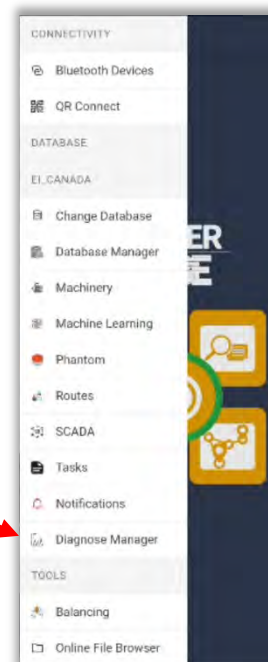 CONNECTIVITY
Bluetooth Devices
QR Connect
DATABASE
EI_CANADA
Change Database
Database Manager
ER
Machinery
Machine Learning
Phantom
Routes
SCADA
Tasks
Notifications
Diagnose Manager
TOOLS
Balancing
Online File Browser